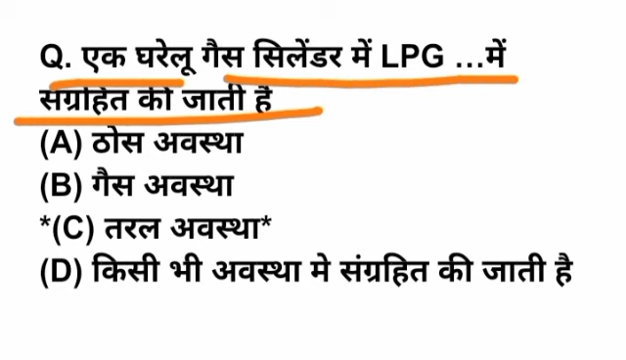 Q. एक घरेलू गैस सिलेंडर में LPG ...में
संग्रहित की जाती है
(A) ठोस अवस्था
(B) गैस अवस्था
*(C) तरल अवस्था*
(D) किसी भी अवस्था मे संग्रहित की जाती है